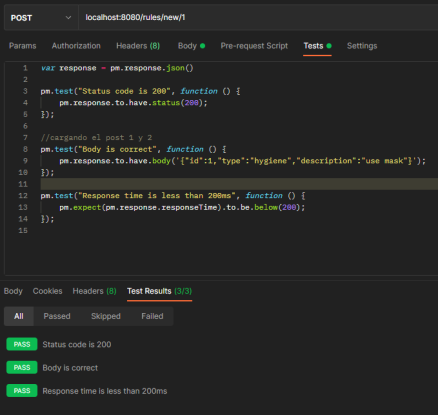 POST localhost:8080/rules/new/1
Params Authorization Headers (8) Body Pre-request Script Tests Settings
1 var response = pm.response.json()
2
3 pm.test("Status code is 200", function () {
4 pm.response.to.have.status(200);
5 });
6
7 //cargando el post 1 y 2
8 pm.test("Body is correct", function () {
9 pm.response.to.have.body('{"id":1,"type":"hygiene","description":"use mask"}');
10 });
11
12 pm.test("Response time is less than 200ms", function () {
13 pm.expect(pm.response.responseTime).to.be.below(200);
14 });
15
Body Cookies Headers (8) Test Results (3/3)
All Passed Skipped Failed
PASS Status code is 200
PASS Body is correct
PASS Response time is less than 200ms